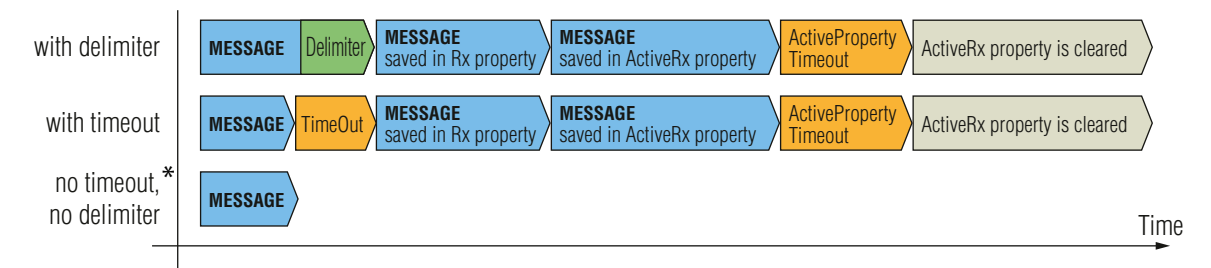 with delimiter
MESSAGE
Delimiter
MESSAGE
saved in Rx property
MESSAGE
saved in ActiveRx property
ActiveProperty
Timeout
ActiveRx property is cleared
with timeout
MESSAGE
TimeOut
MESSAGE
saved in Rx property
MESSAGE
saved in ActiveRx property
ActiveProperty
Timeout
ActiveRx property is cleared
no timeout,*
no delimiter
MESSAGE
Time